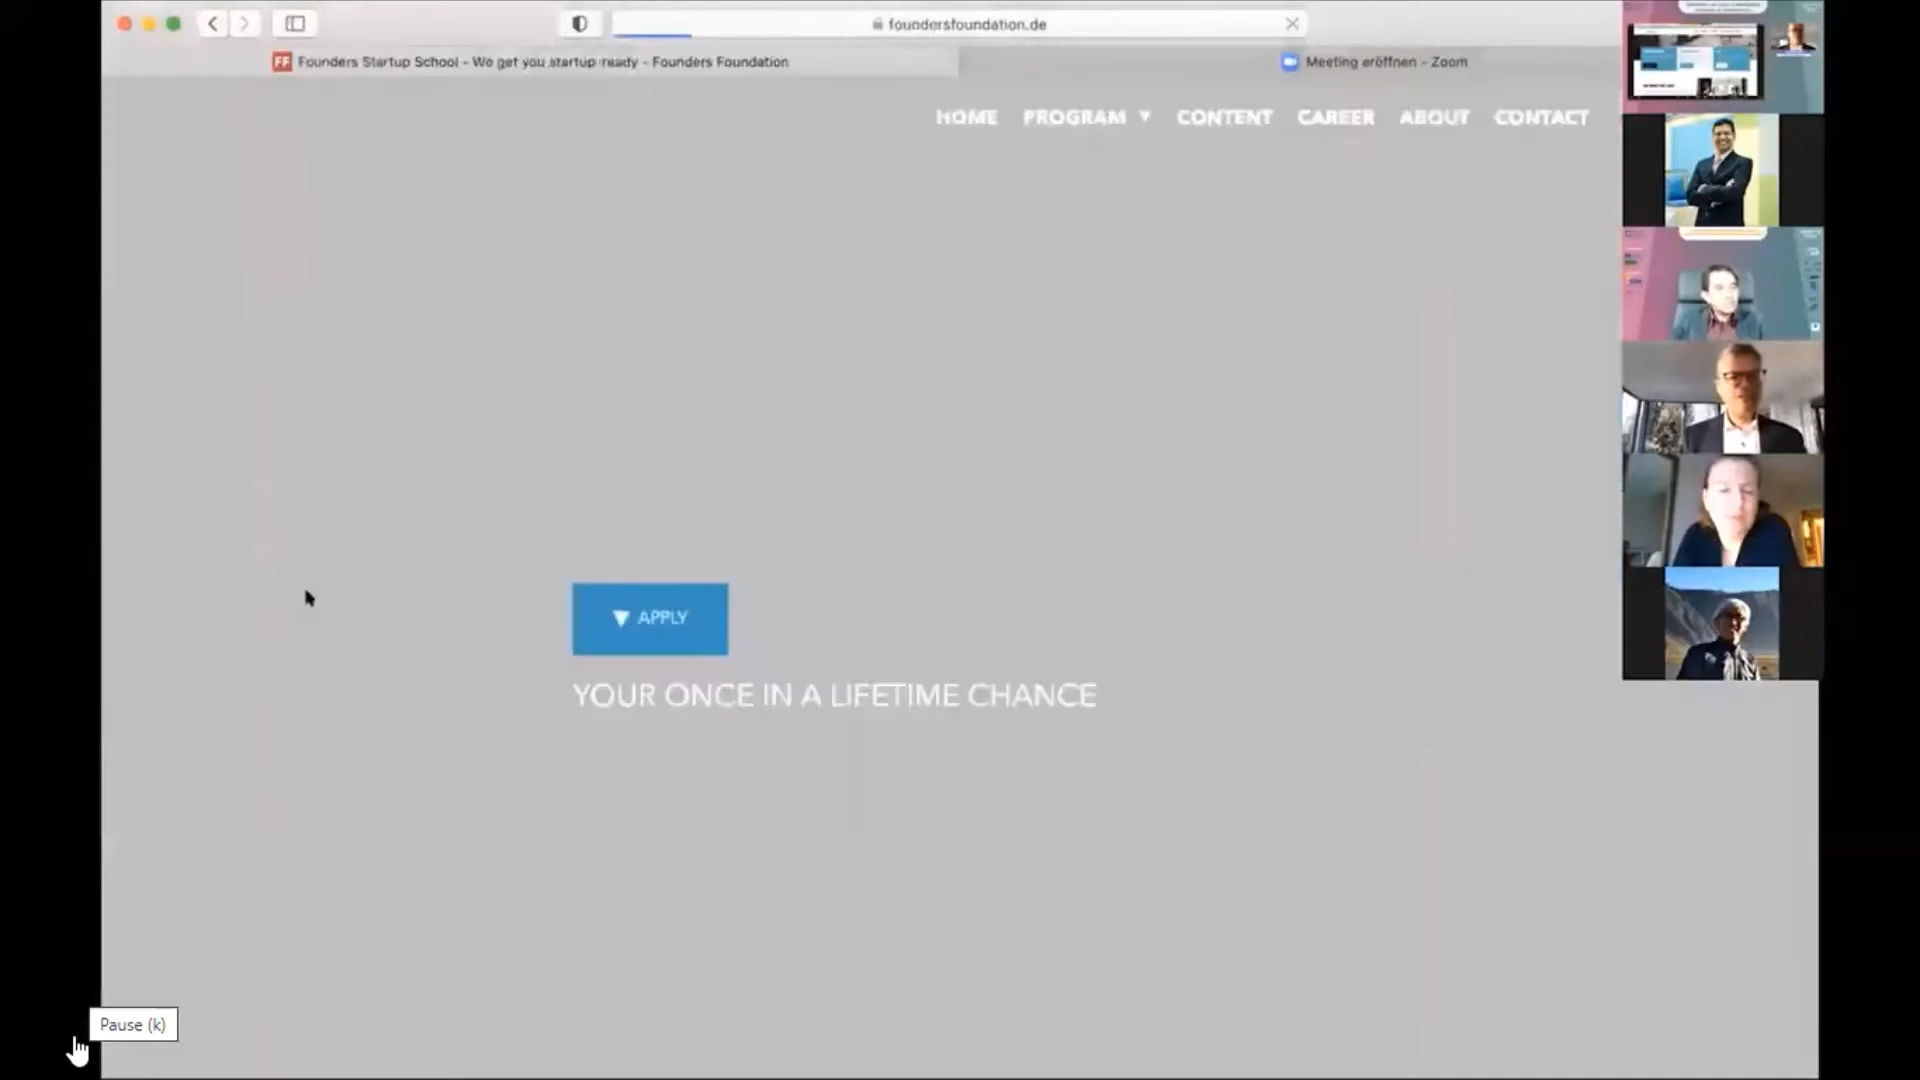 foundersfoundation.de
FF Founders Startup School - We get you startup ready - Founders Foundation
Meeting eröffnen - Zoom
HOME PROGRAM ▼ CONTENT CAREER ABOUT CONTACT
▼ APPLY
YOUR ONCE IN A LIFETIME CHANCE
Pause (k)